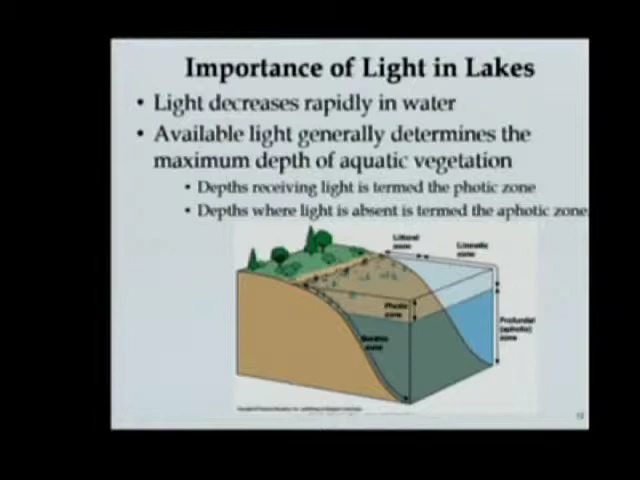 Importance of Light in Lakes
• Light decreases rapidly in water
• Available light generally determines the
maximum depth of aquatic vegetation
• Depths receiving light is termed the photic zone
• Depths where light is absent is termed the aphotic zone
Littoral
zone
Limnetic
zone
Photic
zone
Profundal
(aphotic)
zone
Benthic
zone